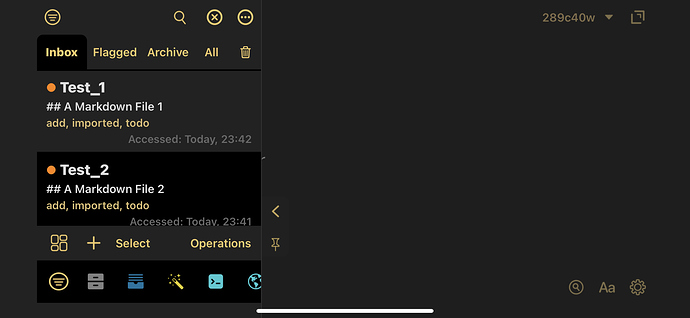 289c40w
Inbox Flagged Archive All
Test_1
## A Markdown File 1
add, imported, todo
Accessed: Today, 23:42
Test_2
## A Markdown File 2
add, imported, todo
Accessed: Today, 23:41
Select Operations
Aa